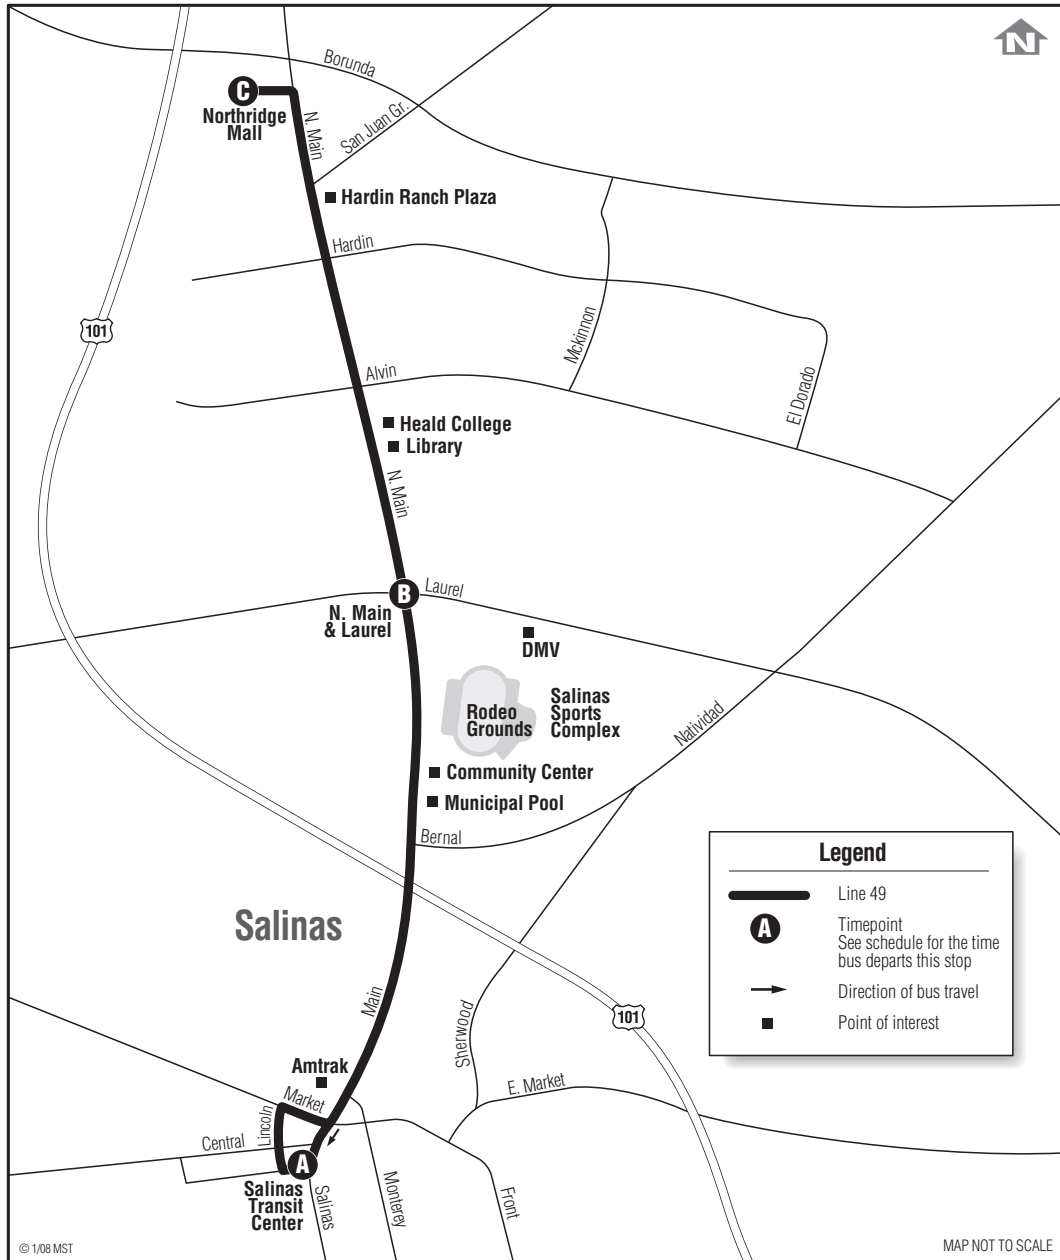 N
Borunda
C
Northridge
Mall
N. Main
San Juan Gr.
Hardin Ranch Plaza
Hardin
101
Mckinnon
Alvin
El Dorado
Heald College
Library
N. Main
B
Laurel
N. Main
& Laurel
DMV
Rodeo
Grounds
Salinas
Sports
Complex
Natividad
Community Center
Municipal Pool
Bernal
Legend
Line 49
A
Timepoint
See schedule for the time
bus departs this stop
Direction of bus travel
Point of interest
Salinas
Main
Sherwood
101
Amtrak
Market
E. Market
Lincoln
Central
A
Salinas
Transit
Center
Salinas
Monterey
Front
© 1/08 MST
MAP NOT TO SCALE